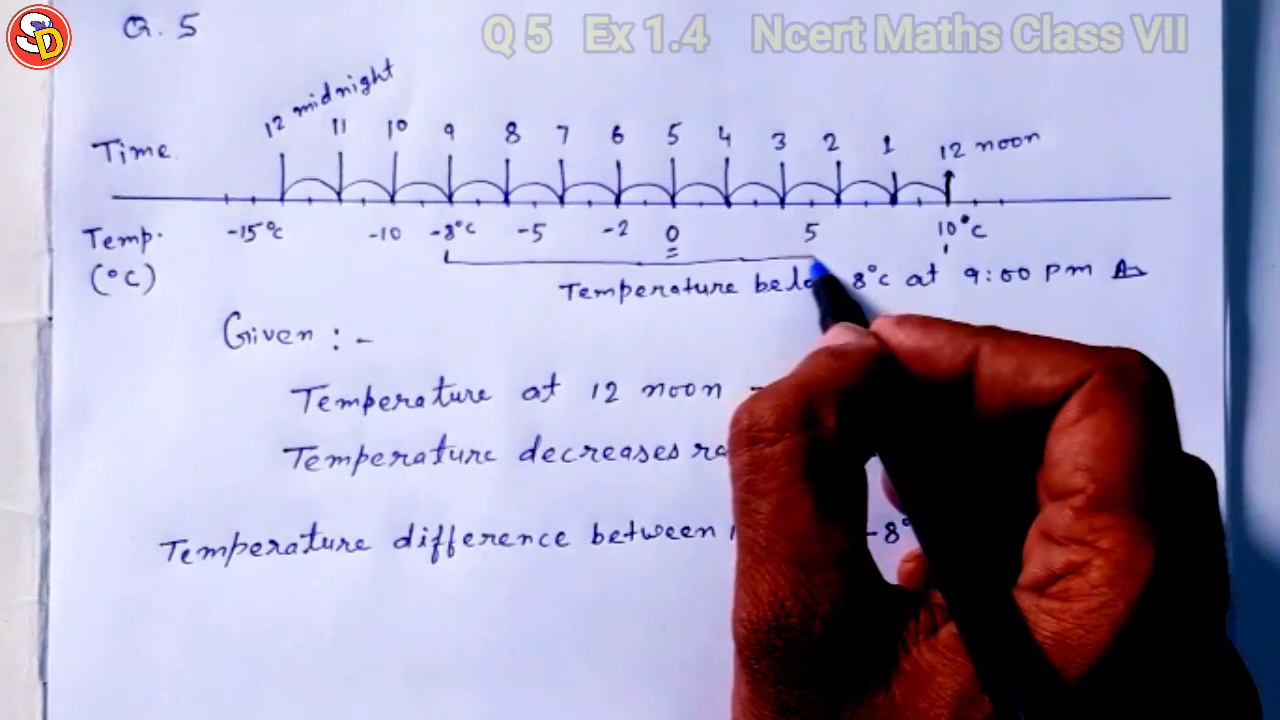 SD
Q. 5
Q 5 Ex 1.4 Ncert Maths Class VII
12 midnight 11 10 9 8 7 6 5 4 3 2 1 12 noon
Time
-15°C -10 -8°C -5 -2 0 5 10°C
Temp.
(°C)
Temperature 8°C at 9:00 pm
Given :-
Temperature at 12 noon
Temperature decreases
Temperature difference between -8°